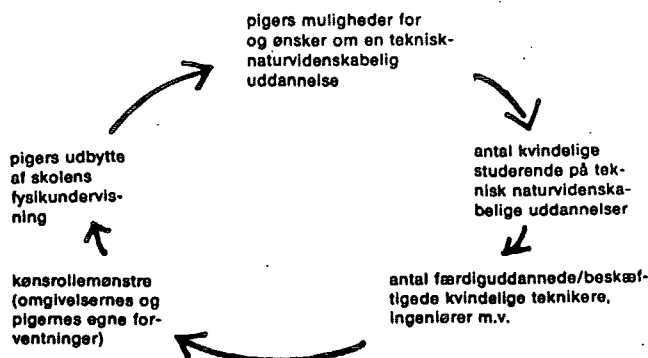 pigers muligheder for
og ønsker om en teknisk-
naturvidenskabelig
uddannelse
antal kvindelige
studerende på tek-
nisk naturvidenska-
belige uddannelser
antal færdiguddannede/beskæf-
tigede kvindelige teknikere,
ingeniører m.v.
kønsrollemønstre
(omgivelsernes og
pigernes egne for-
ventninger)
pigers udbytte
af skolens
fysikundervis-
ning